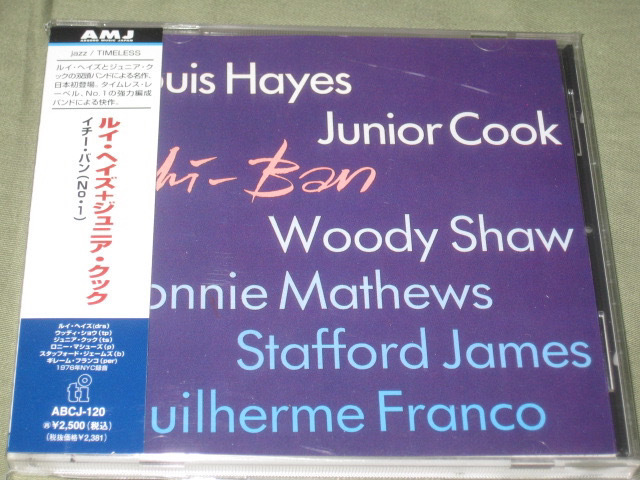 AMJ
jazz / TIMELESS
ルイ・ヘイズとジュニア・ク
ックの双頭バンドによる名作、
日本初登場。タイムレス・レ
ーベル、No.1の強力編成
バンドによる快作。
ルイ・ヘイズ+ジュニア・クック
イチー・バン(No.1)
ルイ・ヘイズ(drs)
ウッディ・ショウ(tp)
ジュニア・クック(ts)
ロニー・マシューズ(p)
スタッフォード・ジェームズ(b)
ギレーム・フランコ(per)
1976年NYC録音
ti
ABCJ-120
¥2,500(税込)
(税抜価格¥2,381)
ouis Hayes
Junior Cook
hi-Ban
Woody Shaw
onnie Mathews
Stafford James
uilherme Franco